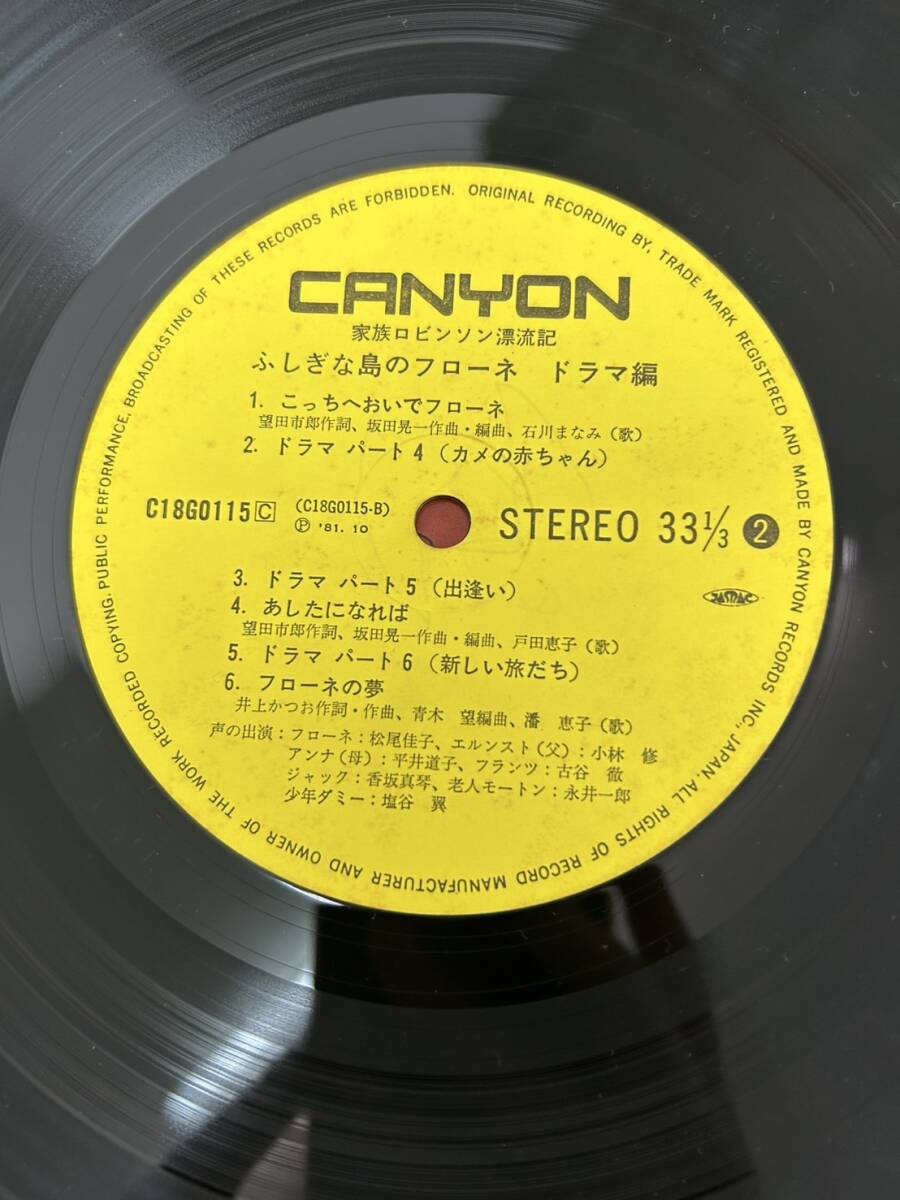 WORK RECORDED COPYING. PUBLIC PERFORMANCE, BROADCASTING OF THESE RECORDS ARE FORBIDDEN. ORIGINAL RECORDING BY, TRADE MARK REGISTERED AND MADE BY CANYON RECORDS INC, JAPAN. ALL RIGHTS OF RECORD MANUFACTURER AND OWNER OF THE
CANYON
家族ロビンソン漂流記
ふしぎな島のフローネ ドラマ編
1. こっちへおいでフローネ
望田市郎作詞、坂田晃一作曲・編曲、石川まなみ(歌)
2. ドラマ パート4(カメの赤ちゃん)
C18G0115 C (C18G0115-B)
Ⓟ '81. 10
STEREO 33⅓ 2
JASRAC
3. ドラマ パート5(出逢い)
4. あしたになれば
望田市郎作詞、坂田晃一作曲・編曲、戸田恵子(歌)
5. ドラマ パート6(新しい旅だち)
6. フローネの夢
井上かつお作詞・作曲、青木 望編曲、潘 恵子(歌)
声の出演:フローネ:松尾佳子、エルンスト(父):小林 修
アンナ(母):平井道子、フランツ:古谷 徹
ジャック:香坂真琴、老人モートン:永井一郎
少年ダミー:塩谷 翼